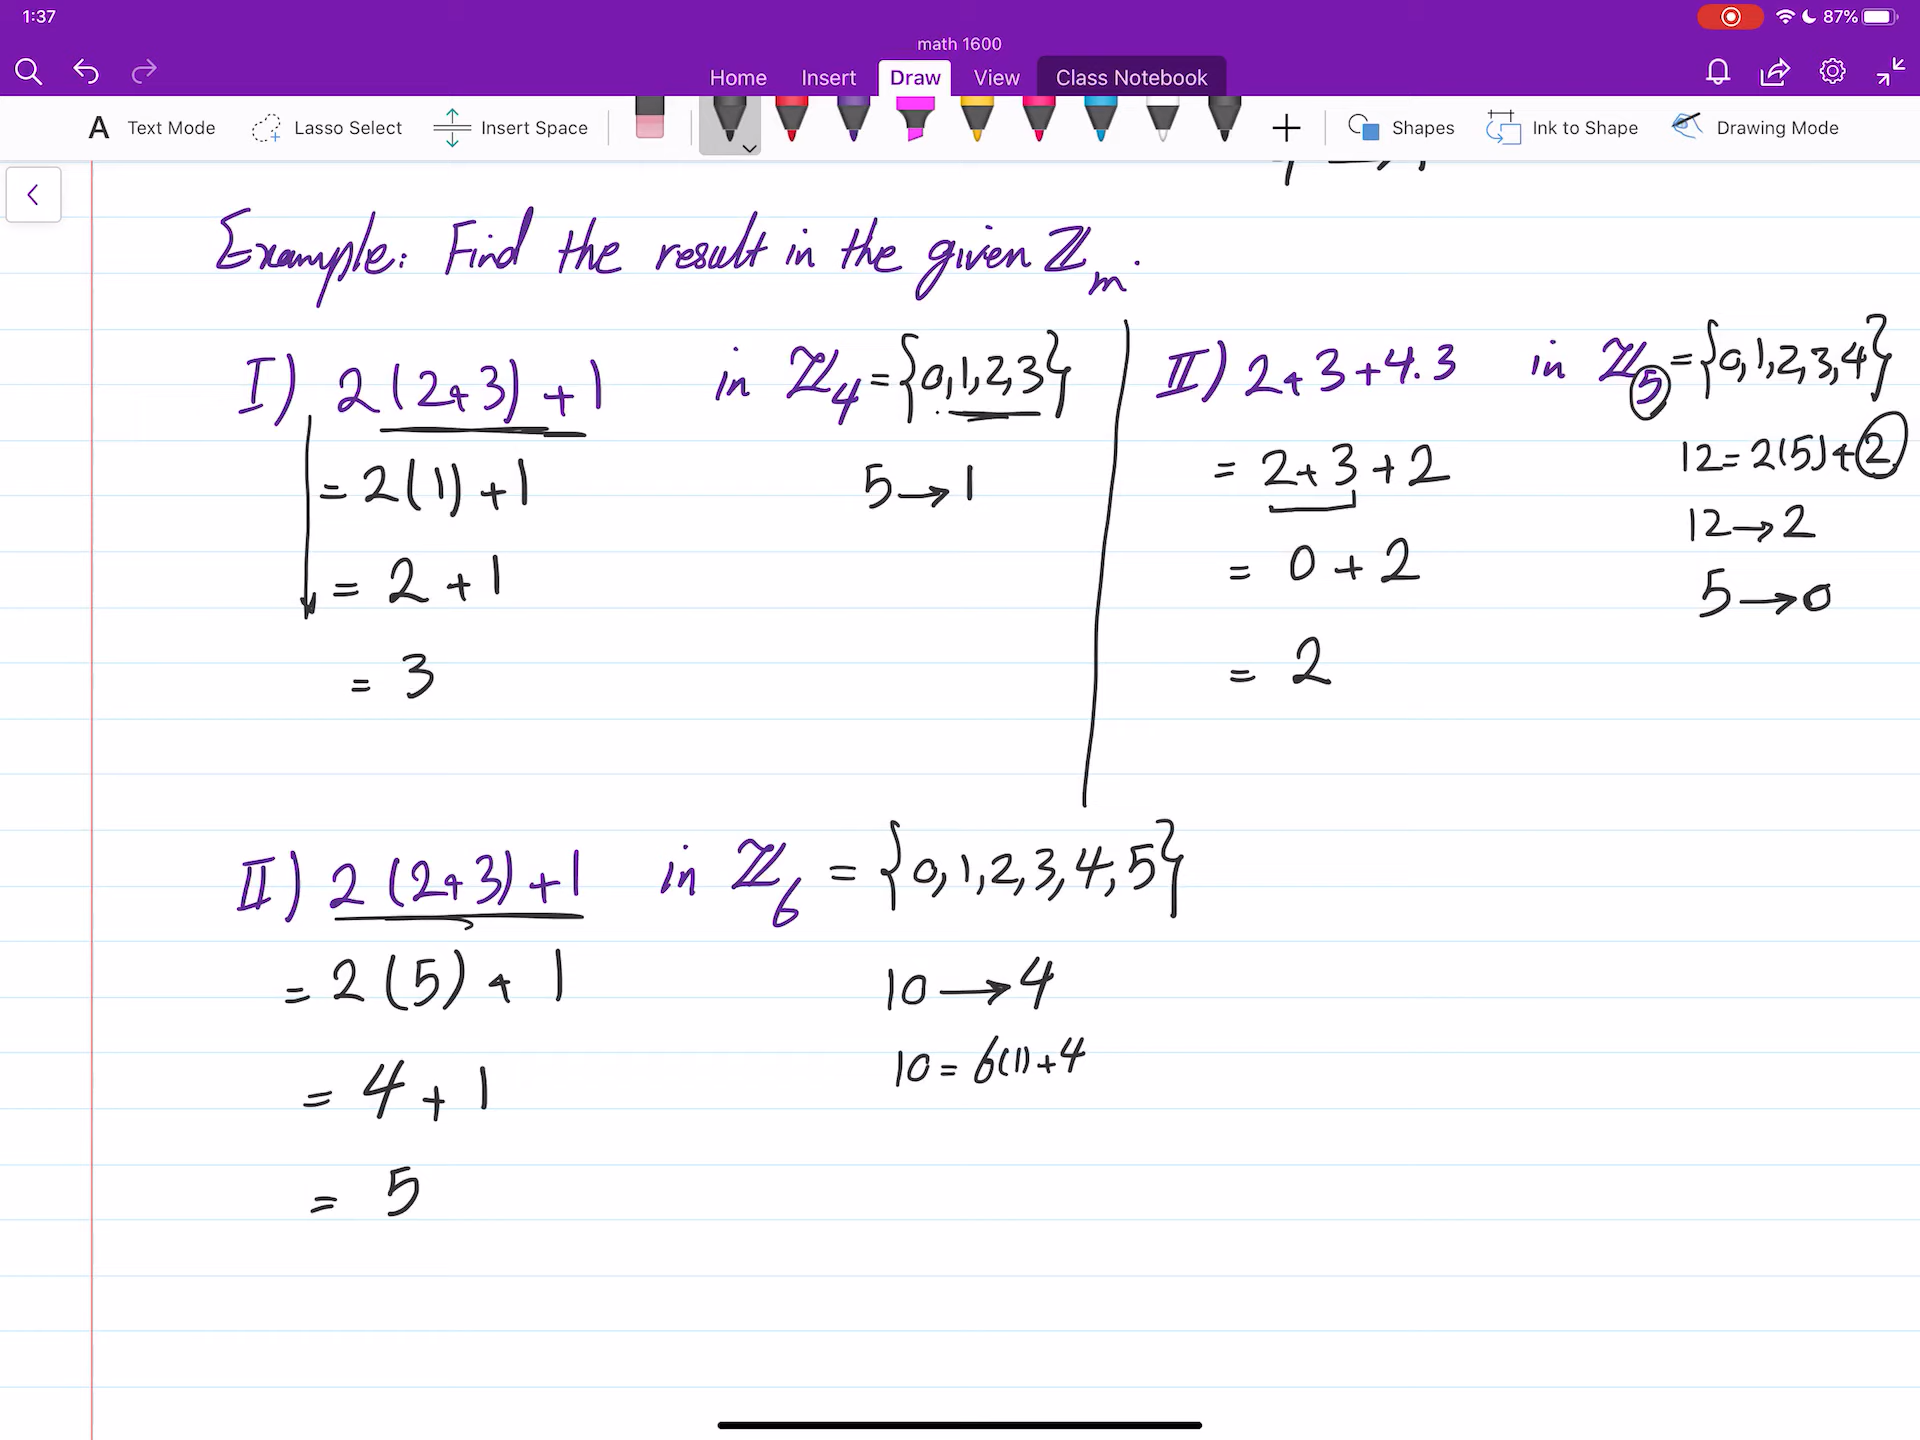 1:37
87%
math 1600
Home Insert Draw View Class Notebook
A Text Mode Lasso Select Insert Space Shapes Ink to Shape Drawing Mode
Example: Find the result in the given ℤm.
I) 2(2+3)+1 in ℤ4 = {0,1,2,3}
= 2(1)+1 5→1
= 2+1
= 3
II) 2+3+4.3 in ℤ5 = {0,1,2,3,4}
= 2+3+2 12=2(5)+2
12→2
= 0+2 5→0
= 2
II) 2(2+3)+1 in ℤ6 = {0,1,2,3,4,5}
= 2(5)+1 10→4
= 4+1 10=6(1)+4
= 5